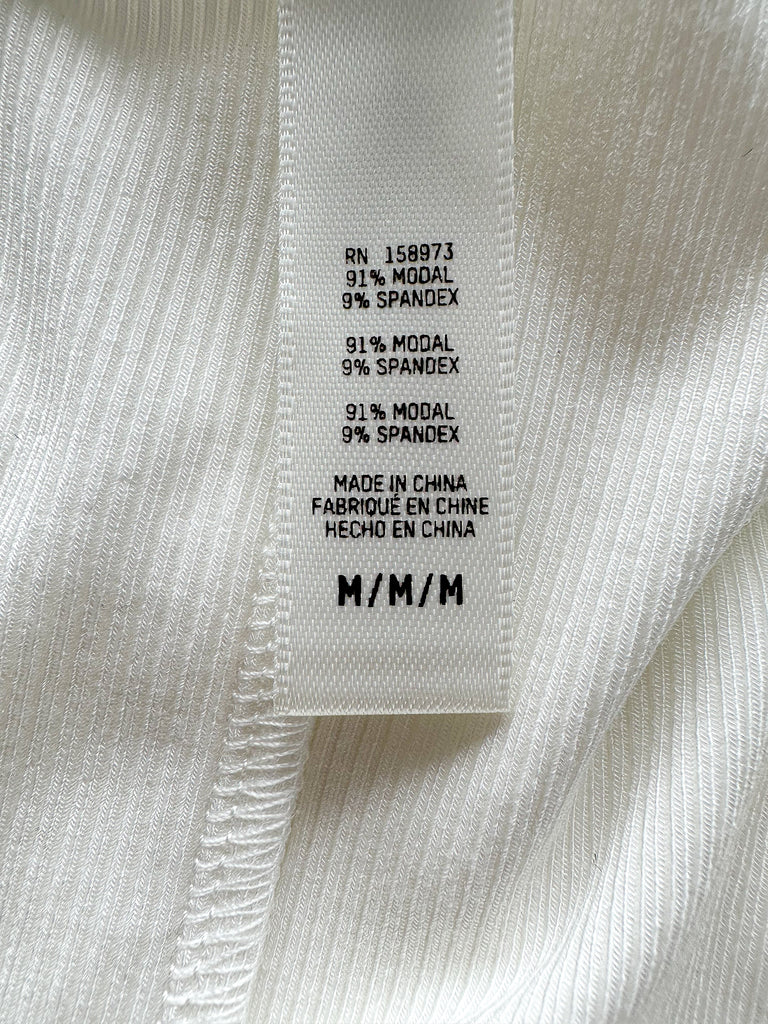 RN 158973
91% MODAL
9% SPANDEX
91% MODAL
9% SPANDEX
91% MODAL
9% SPANDEX
MADE IN CHINA
FABRIQUÉ EN CHINE
HECHO EN CHINA
M/M/M